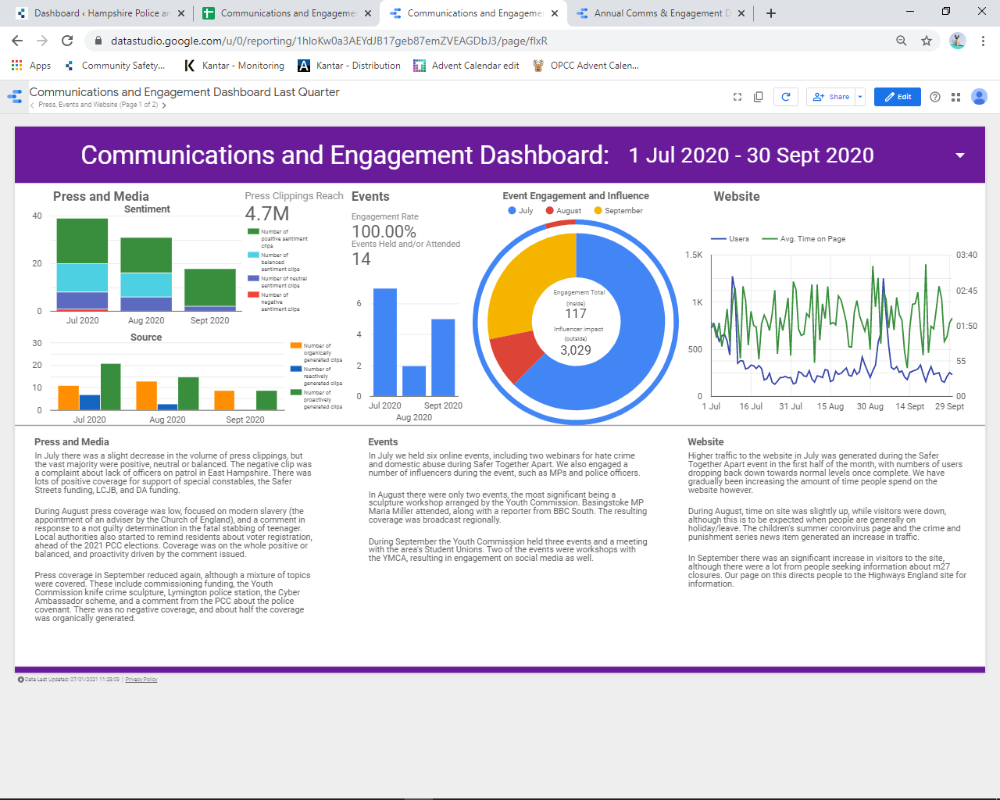 Dashboard ‹ Hampshire Police an
Communications and Engagemen
Communications and Engagemen
Annual Comms & Engagement D
datastudio.google.com/u/0/reporting/1hIoKw0a3AEYdJB17geb87emZVEAGDbJ3/page/flxR
Apps
Community Safety...
Kantar - Monitoring
Kantar - Distribution
Advent Calendar edit
OPCC Advent Calen...
Communications and Engagement Dashboard Last Quarter
Press, Events and Website (Page 1 of 2)
Share
Edit
Communications and Engagement Dashboard: 1 Jul 2020 - 30 Sept 2020
Press and Media
Sentiment
40
20
0
Jul 2020
Aug 2020
Sept 2020
Press Clippings Reach
4.7M
Number of
positive sentiment
clips
Number of
balanced
sentiment clips
Number of neutral
sentiment clips
Number of
negative
sentiment clips
Source
30
20
10
0
Jul 2020
Aug 2020
Sept 2020
Number of
organically
generated clips
Number of
reactively
generated clips
Number of
proactively
generated clips
Events
Engagement Rate
100.00%
Events Held and/or Attended
14
6
4
2
0
Jul 2020
Aug 2020
Sept 2020
Event Engagement and Influence
July
August
September
Engagement Total
(inside)
117
Influencer impact
(outside)
3,029
Website
Users
Avg. Time on Page
1.5K
1K
500
0
03:40
02:45
01:50
55
00
1 Jul
16 Jul
31 Jul
15 Aug
30 Aug
14 Sept
29 Sept
Press and Media
In July there was a slight decrease in the volume of press clippings, but
the vast majority were positive, neutral or balanced. The negative clip was
a complaint about lack of officers on patrol in East Hampshire. There was
lots of positive coverage for support of special constables, the Safer
Streets funding, LCJB, and DA funding.
During August press coverage was low, focused on modern slavery (the
appointment of an adviser by the Church of England), and a comment in
response to a not guilty determination in the fatal stabbing of teenager.
Local authorities also started to remind residents about voter registration,
ahead of the 2021 PCC elections. Coverage was on the whole positive or
balanced, and proactivity driven by the comment issued.
Press coverage in September reduced again, although a mixture of topics
were covered. These include commissioning funding, the Youth
Commission knife crime sculpture, Lymington police station, the Cyber
Ambassador scheme, and a comment from the PCC about the police
covenant. There was no negative coverage, and about half the coverage
was organically generated.
Events
In July we held six online events, including two webinars for hate crime
and domestic abuse during Safer Together Apart. We also engaged a
number of influencers during the event, such as MPs and police officers.
In August there were only two events, the most significant being a
sculpture workshop arranged by the Youth Commission. Basingstoke MP
Maria Miller attended, along with a reporter from BBC South. The resulting
coverage was broadcast regionally.
During September the Youth Commission held three events and a meeting
with the area's Student Unions. Two of the events were workshops with
the YMCA, resulting in engagement on social media as well.
Website
Higher traffic to the website in July was generated during the Safer
Together Apart event in the first half of the month, with numbers of users
dropping back down towards normal levels once complete. We have
gradually been increasing the amount of time people spend on the
website however.
During August, time on site was slightly up, while visitors were down,
although this is to be expected when people are generally on
holiday/leave. The children's summer coronvirus page and the crime and
punishment series news item generated an increase in traffic.
In September there was an significant increase in visitors to the site,
although there were a lot from people seeking information about m27
closures. Our page on this directs people to the Highways England site for
information.
Data Last Updated: 07/01/2021 11:28:09 | Privacy Policy